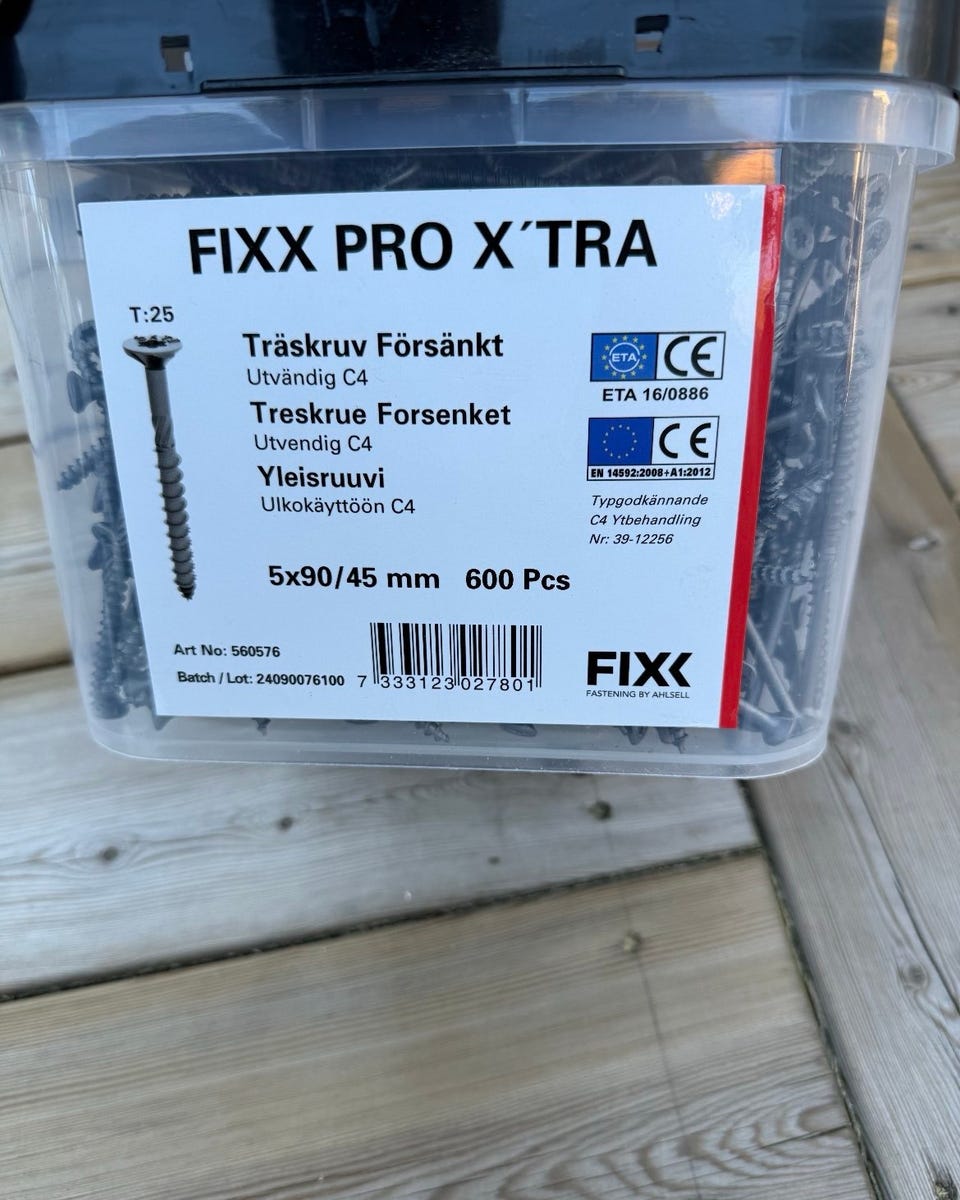 FIXX PRO X´TRA
T:25
Träskruv Försänkt
Utvändig C4
Treskrue Forsenket
Utvendig C4
Yleisruuvi
Ulkokäyttöön C4
ETA CE
ETA 16/0886
CE
EN 14592:2008+A1:2012
Typgodkännande
C4 Ytbehandling
Nr: 39-12256
5x90/45 mm 600 Pcs
Art No: 560576
Batch / Lot: 24090076100
7 333123 027801
FIXX
FASTENING BY AHLSELL